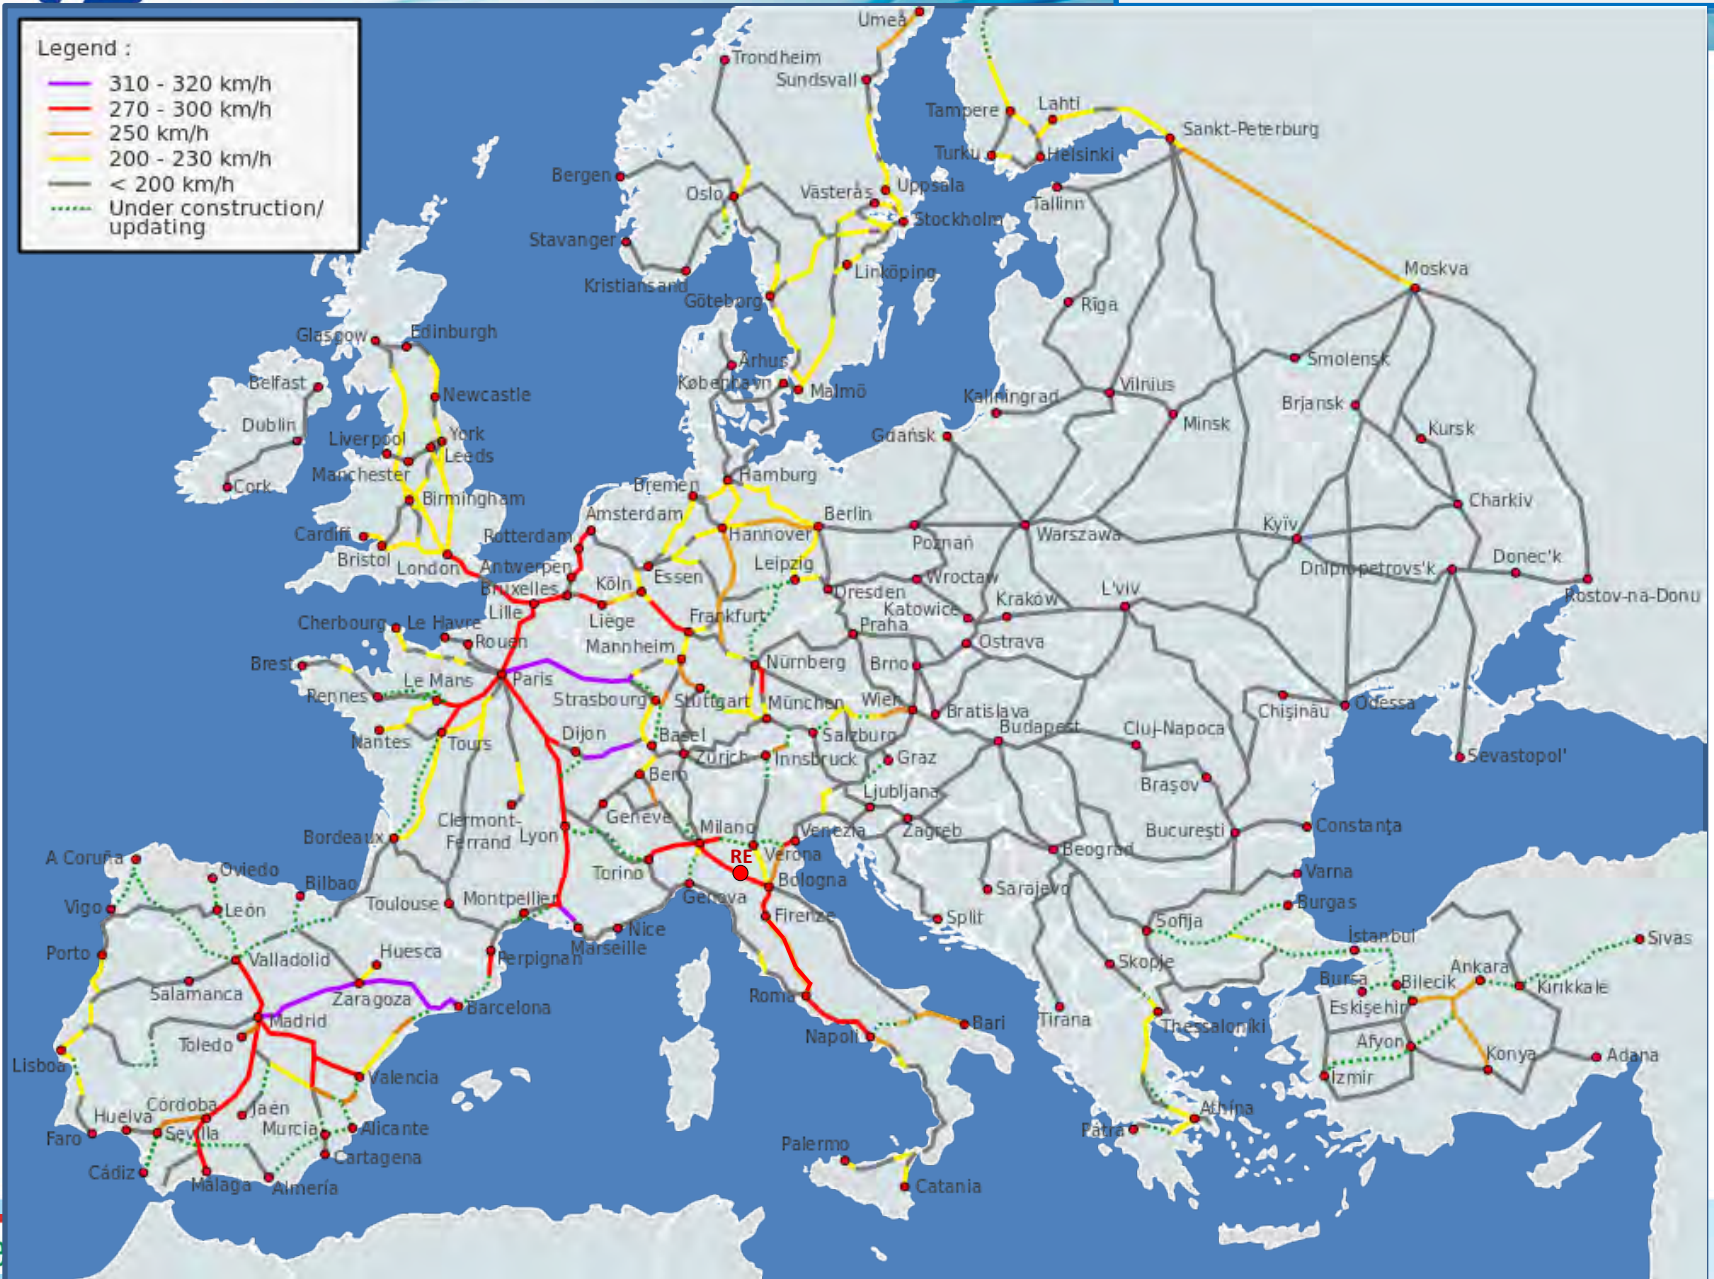 Legend :
310 - 320 km/h
270 - 300 km/h
250 km/h
200 - 230 km/h
< 200 km/h
Under construction/
updating
Umeå
Trondheim
Sundsvall
Tampere
Lahti
Sankt-Peterburg
Turku
Helsinki
Bergen
Oslo
Västerås
Uppsala
Tallinn
Stockholm
Stavanger
Linköping
Moskva
Kristiansand
Göteborg
Rīga
Glasgow
Edinburgh
Århus
Smolensk
Belfast
København
Malmö
Vilnius
Newcastle
Kaliningrad
Brjansk
Minsk
Dublin
Liverpool
York
Gdańsk
Kursk
Leeds
Manchester
Hamburg
Cork
Bremen
Birmingham
Charkiv
Amsterdam
Berlin
Kyïv
Cardiff
Rotterdam
Hannover
Warszawa
Poznań
Bristol
London
Antwerpen
Leipzig
Donec'k
Essen
Dnipropetrovs'k
Köln
Wrocław
Bruxelles
Dresden
L'viv
Rostov-na-Donu
Lille
Katowice
Kraków
Cherbourg
Le Havre
Liège
Frankfurt
Praha
Rouen
Ostrava
Mannheim
Brest
Nürnberg
Brno
Le Mans
Paris
Rennes
Strasbourg
Stuttgart
München
Wien
Bratislava
Chişinău
Odessa
Nantes
Tours
Dijon
Basel
Salzburg
Budapest
Cluj-Napoca
Zürich
Innsbruck
Graz
Sevastopol'
Bern
Braşov
Ljubljana
Genève
Clermont-
Ferrand
Lyon
Milano
Venezia
Zagreb
Bucureşti
Constanţa
Bordeaux
RE
Verona
Beograd
A Coruña
Oviedo
Torino
Bologna
Varna
Bilbao
Sarajevo
Toulouse
Montpellier
Genova
Vigo
León
Firenze
Split
Burgas
Nice
Sofija
Marseille
İstanbul
Sivas
Porto
Valladolid
Huesca
Perpignan
Skopje
Ankara
Bursa
Bilecik
Kirikkale
Salamanca
Zaragoza
Barcelona
Roma
Eskişehir
Madrid
Tirana
Bari
Thessaloníki
Toledo
Napoli
Afyon
Konya
Adana
Lisboa
Valencia
Izmir
Huelva
Córdoba
Jaen
Athína
Faro
Sevilla
Murcia
Alicante
Pátra
Palermo
Cartagena
Cádiz
Málaga
Almería
Catania